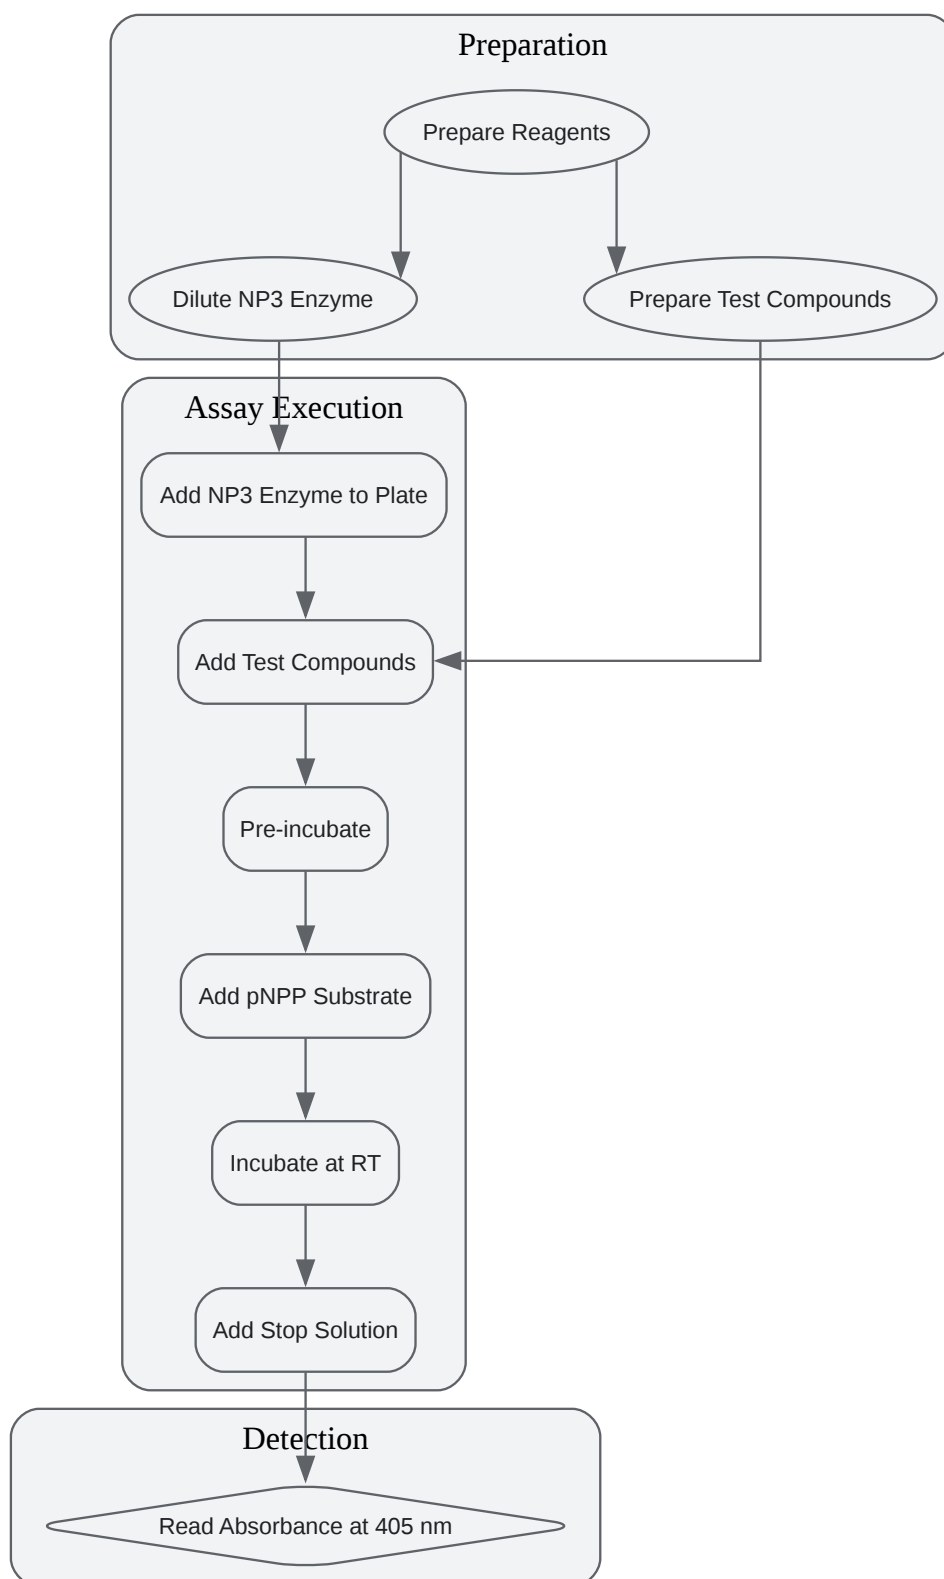 Preparation
Prepare Reagents
Dilute NP3 Enzyme
Prepare Test Compounds
Assay Execution
Add NP3 Enzyme to Plate
Add Test Compounds
Pre-incubate
Add pNPP Substrate
Incubate at RT
Add Stop Solution
Detection
Read Absorbance at 405 nm